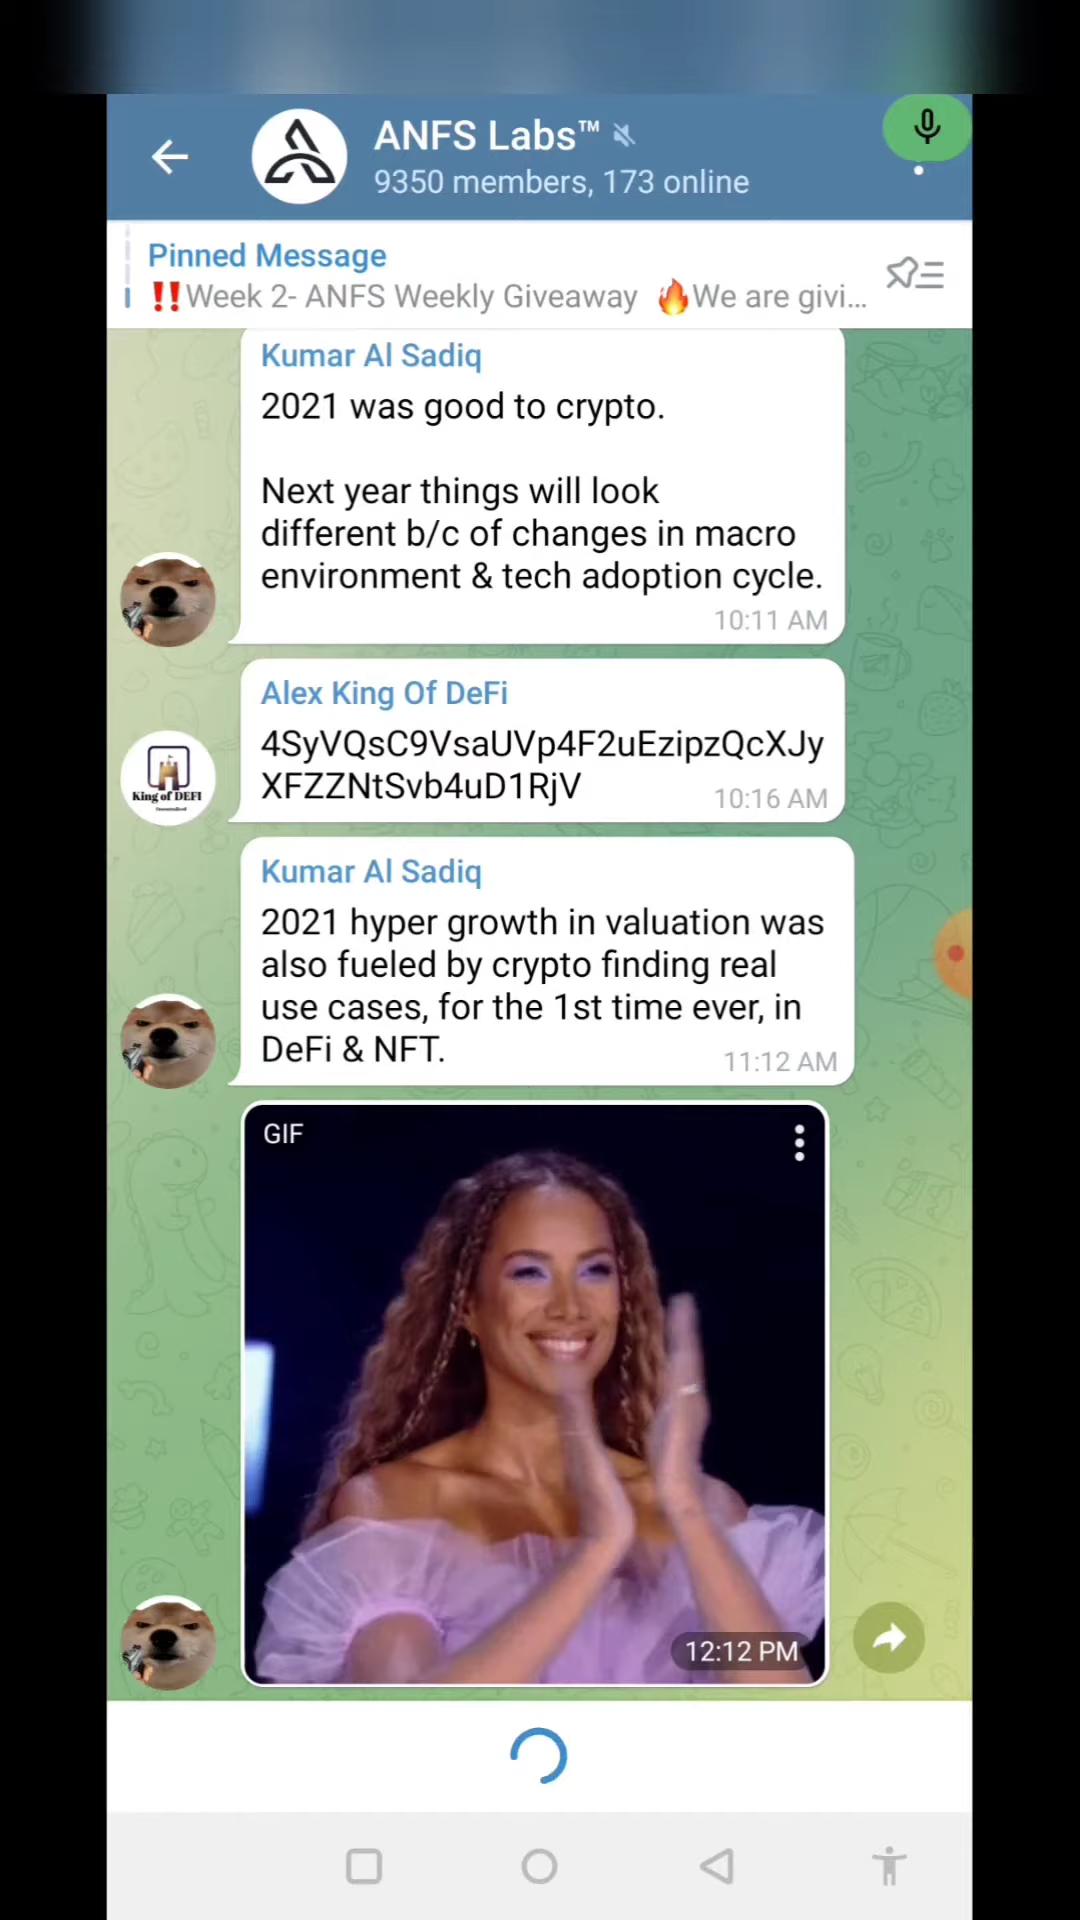 ANFS Labs™
9350 members, 173 online
Pinned Message
‼️Week 2- ANFS Weekly Giveaway 🔥We are givi...
Kumar Al Sadiq
2021 was good to crypto.
Next year things will look
different b/c of changes in macro
environment & tech adoption cycle.
10:11 AM
Alex King Of DeFi
4SyVQsC9VsaUVp4F2uEzipzQcXJy
XFZZNtSvb4uD1RjV
10:16 AM
King of DEFI
Kumar Al Sadiq
2021 hyper growth in valuation was
also fueled by crypto finding real
use cases, for the 1st time ever, in
DeFi & NFT.
11:12 AM
GIF
12:12 PM